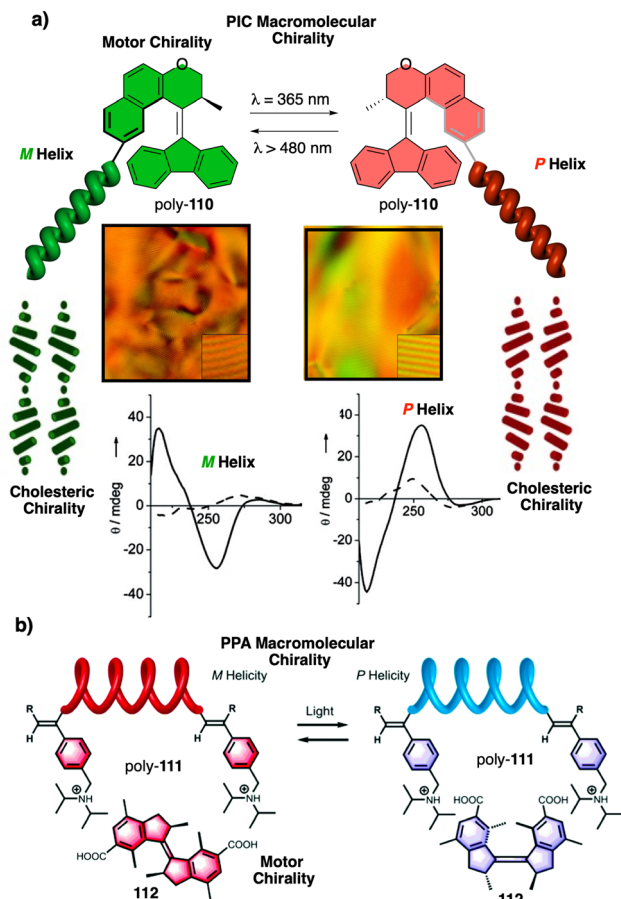 a)
Motor Chirality
PIC Macromolecular
Chirality
O
O
λ = 365 nm
λ > 480 nm
M Helix
P Helix
poly-110
poly-110
Cholesteric
Chirality
θ / mdeg
40
20
0
-20
-40
250
300
M Helix
θ / mdeg
40
20
0
-20
-40
250
300
P Helix
Cholesteric
Chirality
b)
PPA Macromolecular
Chirality
M Helicity
P Helicity
R
H
R
H
Light
R
H
R
H
poly-111
poly-111
NH
+
NH
+
NH
+
NH
+
HOOC
COOH
HOOC
COOH
Motor
Chirality
112
112